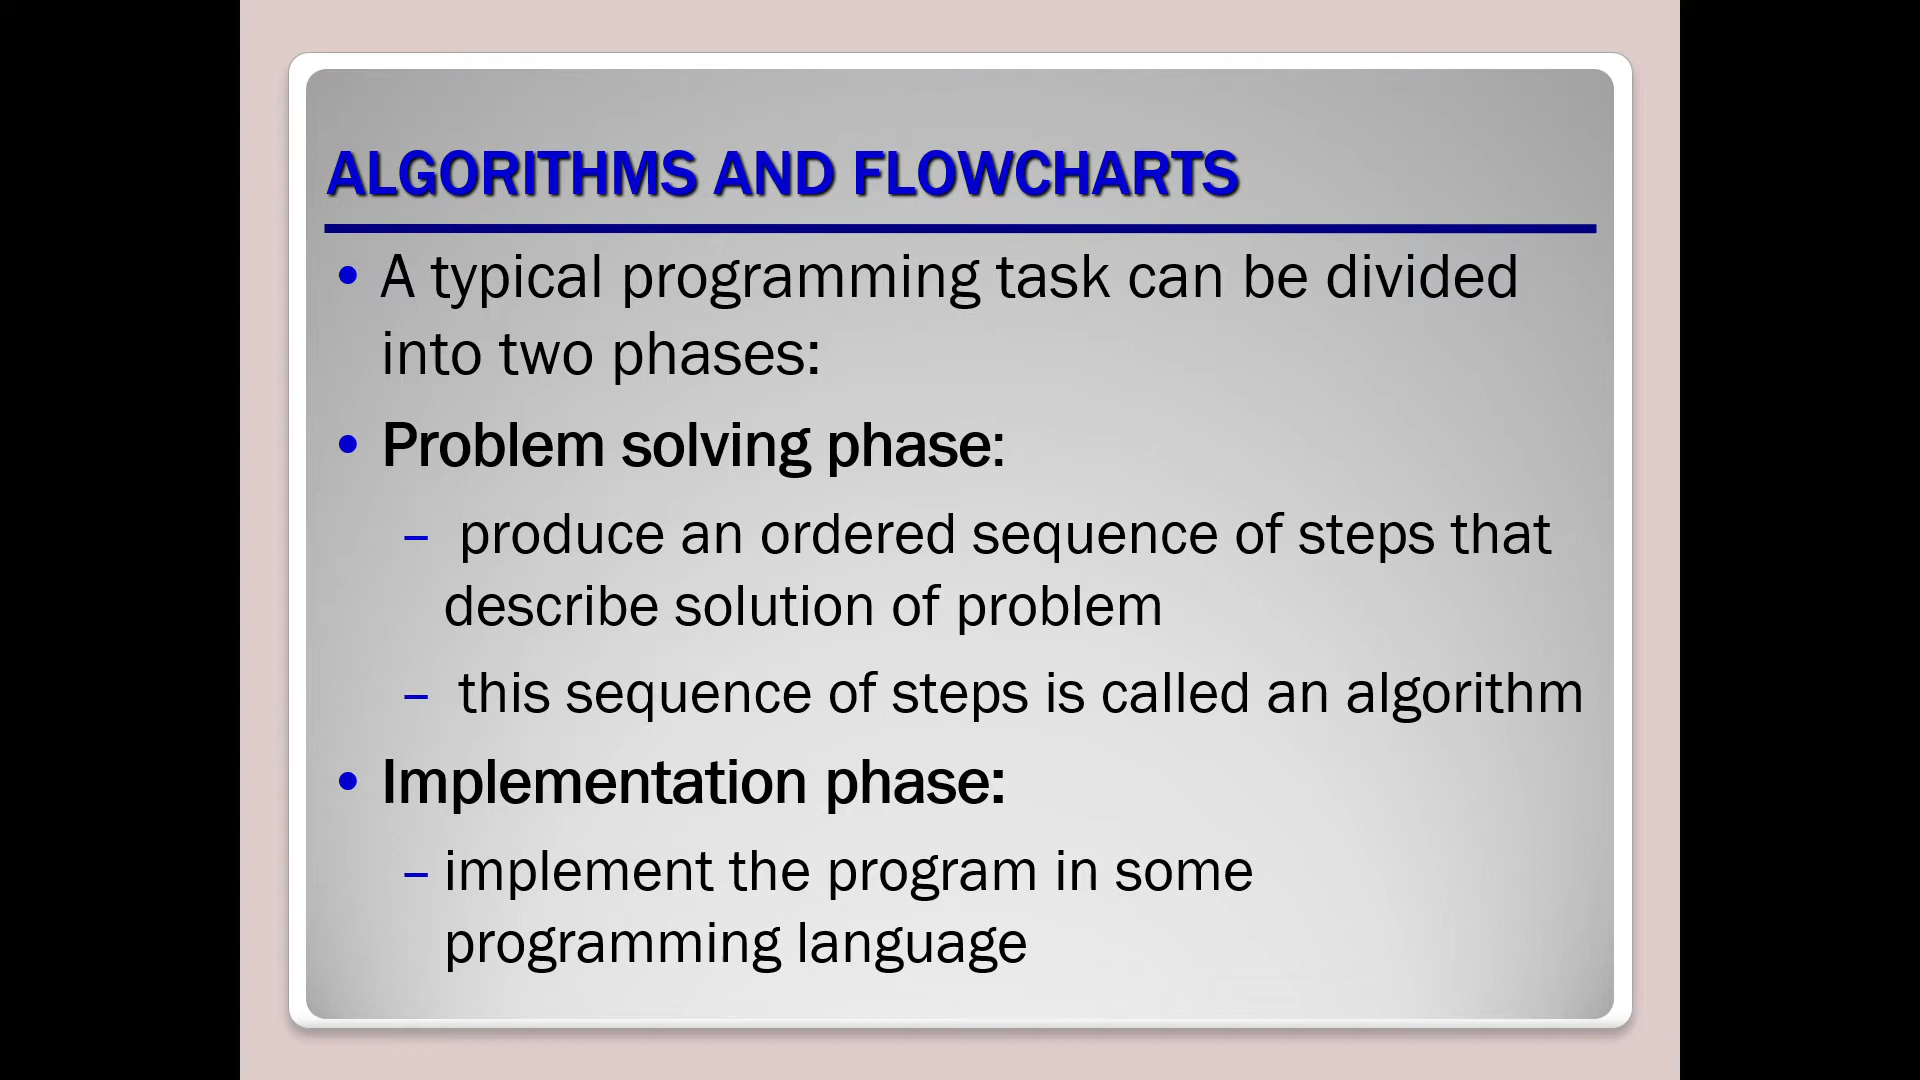 ALGORITHMS AND FLOWCHARTS
• A typical programming task can be divided
into two phases:
• Problem solving phase:
– produce an ordered sequence of steps that
describe solution of problem
– this sequence of steps is called an algorithm
• Implementation phase:
– implement the program in some
programming language